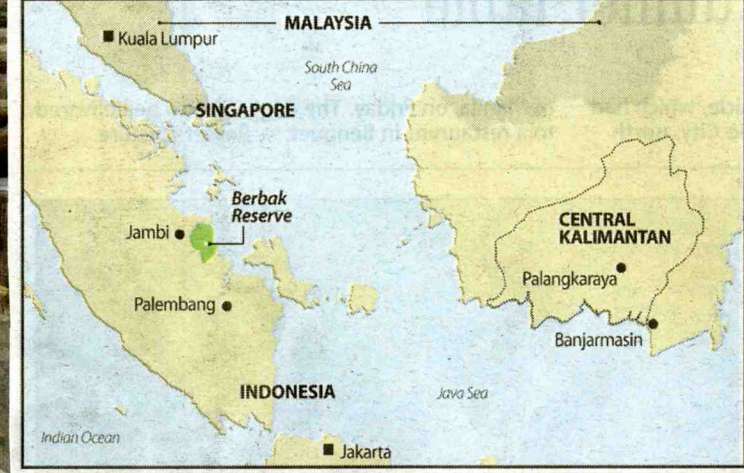 MALAYSIA
Kuala Lumpur
South China
Sea
SINGAPORE
Berbak
Reserve
Jambi
CENTRAL
KALIMANTAN
Palangkaraya
Palembang
Banjarmasin
INDONESIA
Java Sea
Indian Ocean
Jakarta